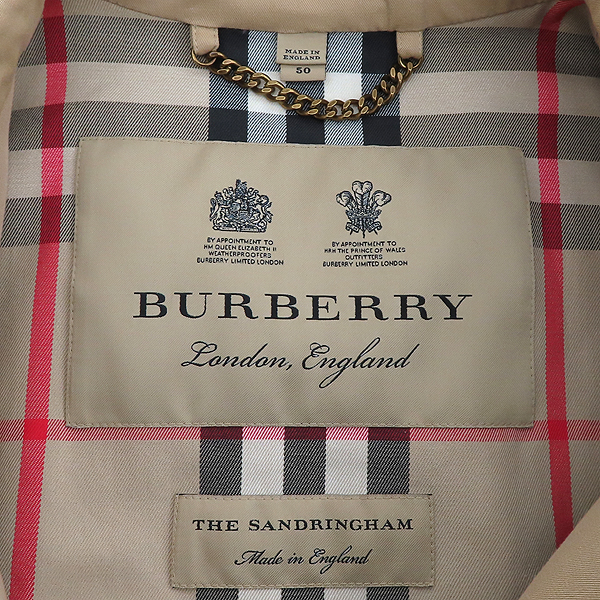 MADE IN
ENGLAND
50
BY APPOINTMENT TO
HM QUEEN ELIZABETH II
WEATHERPROOFERS
BURBERRY LIMITED LONDON
BY APPOINTMENT TO
HRH THE PRINCE OF WALES
OUTFITTERS
BURBERRY LIMITED LONDON
BURBERRY
London, England
THE SANDRINGHAM
Made in England